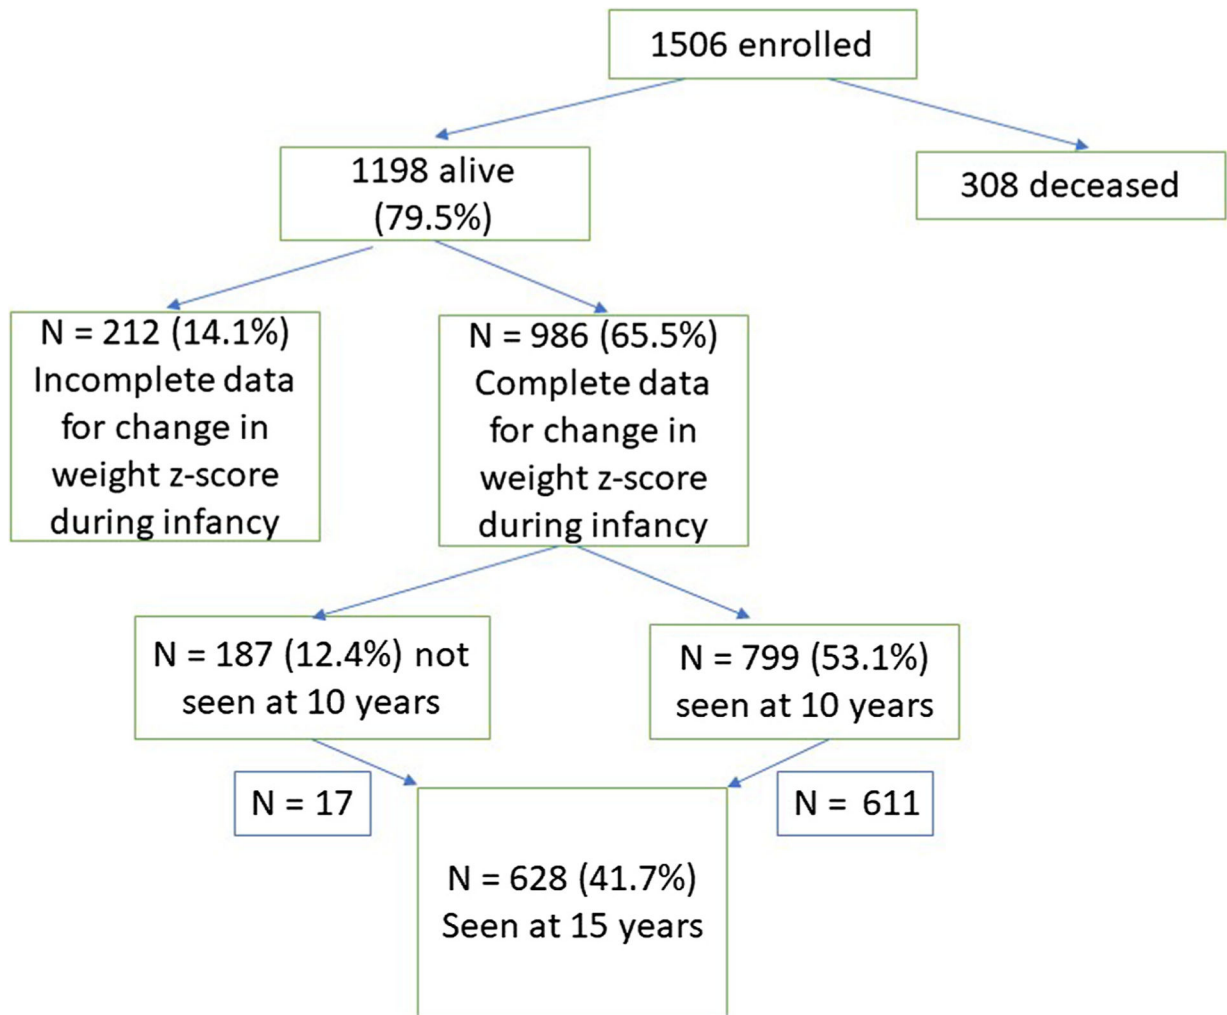 1506 enrolled
1198 alive
(79.5%)
308 deceased
N = 212 (14.1%)
Incomplete data
for change in
weight z-score
during infancy
N = 986 (65.5%)
Complete data
for change in
weight z-score
during infancy
N = 187 (12.4%) not
seen at 10 years
N = 799 (53.1%)
seen at 10 years
N = 17
N = 611
N = 628 (41.7%)
Seen at 15 years